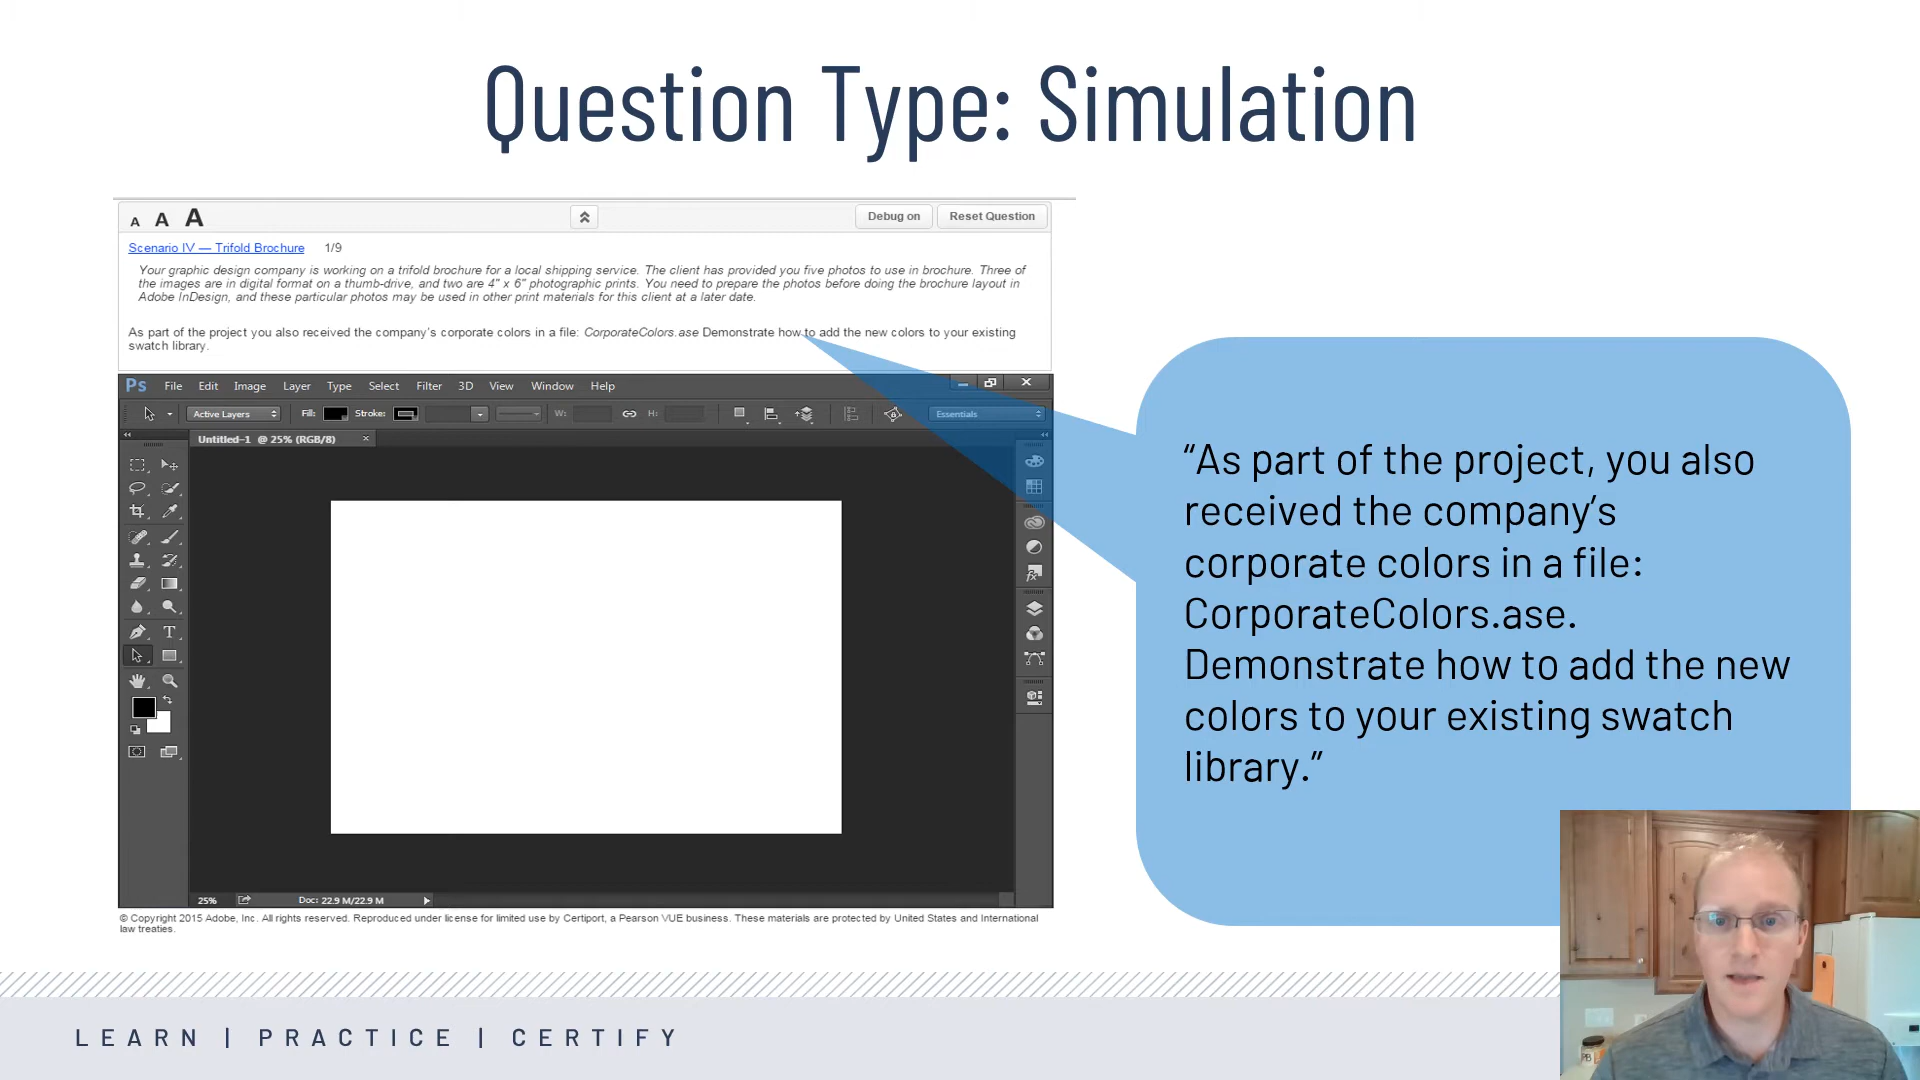 Question Type: Simulation
A A A
Debug on
Reset Question
Scenario IV — Trifold Brochure 1/9
Your graphic design company is working on a trifold brochure for a local shipping service. The client has provided you five photos to use in brochure. Three of
the images are in digital format on a thumb-drive, and two are 4" x 6" photographic prints. You need to prepare the photos before doing the brochure layout in
Adobe InDesign, and these particular photos may be used in other print materials for this client at a later date.
As part of the project you also received the company's corporate colors in a file: CorporateColors.ase Demonstrate how to add the new colors to your existing
swatch library.
Ps File Edit Image Layer Type Select Filter 3D View Window Help
Active Layers Fill: Stroke: W: H: Essentials
Untitled-1 @ 25% (RGB/8) x
T
fx
25% Doc: 22.9 M/22.9 M
© Copyright 2015 Adobe, Inc. All rights reserved. Reproduced under license for limited use by Certiport, a Pearson VUE business. These materials are protected by United States and International
law treaties.
“As part of the project, you also
received the company’s
corporate colors in a file:
CorporateColors.ase.
Demonstrate how to add the new
colors to your existing swatch
library.”
LEARN | PRACTICE | CERTIFY
PB